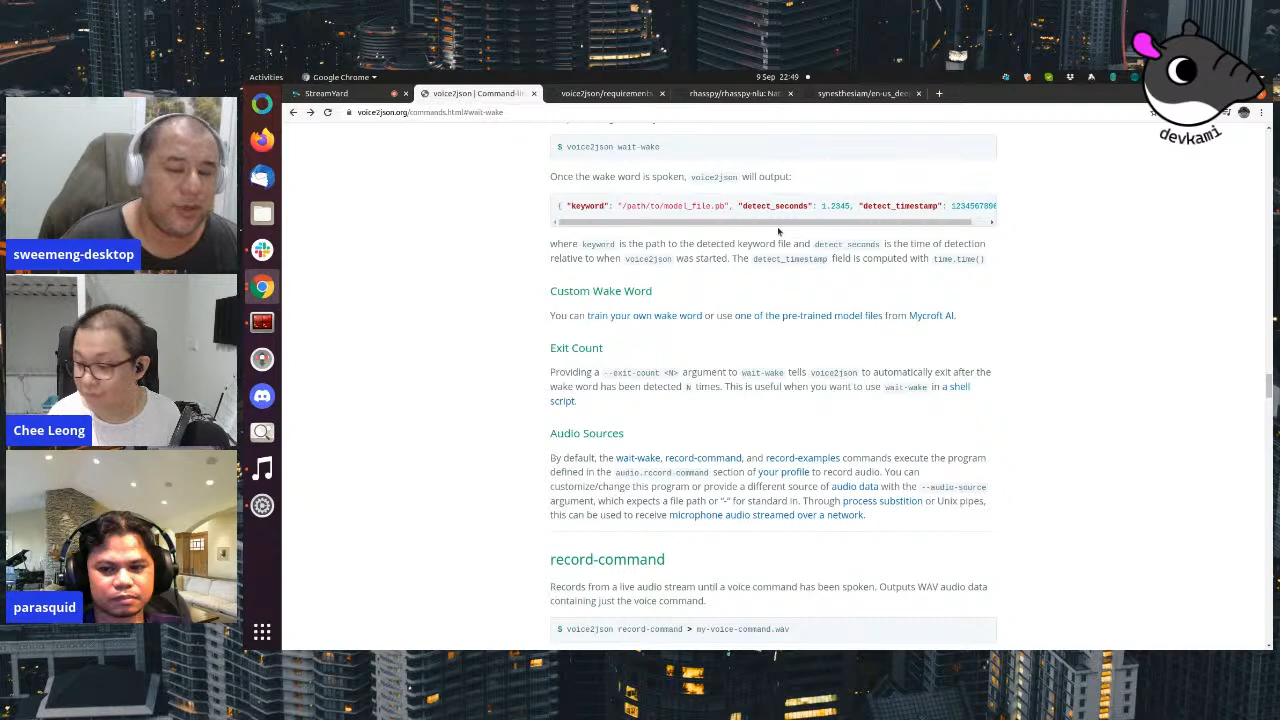 devkami
Activities
Google Chrome
9 Sep 22:49
StreamYard
voice2json | Command-lin
voice2json/requirements
rhasspy/rhasspy-nlu: Nat
synesthesiam/en-us_dee
voice2json.org/commands.html#wait-wake
$ voice2json wait-wake
Once the wake word is spoken, voice2json will output:
{ "keyword": "/path/to/model_file.pb", "detect_seconds": 1.2345, "detect_timestamp": 1234567890
where keyword is the path to the detected keyword file and detect_seconds is the time of detection
relative to when voice2json was started. The detect_timestamp field is computed with time.time()
Custom Wake Word
You can train your own wake word or use one of the pre-trained model files from Mycroft AI.
Exit Count
Providing a --exit-count <N> argument to wait-wake tells voice2json to automatically exit after the
wake word has been detected N times. This is useful when you want to use wait-wake in a shell
script.
Audio Sources
By default, the wait-wake, record-command, and record-examples commands execute the program
defined in the audio.record-command section of your profile to record audio. You can
customize/change this program or provide a different source of audio data with the --audio-source
argument, which expects a file path or "-" for standard in. Through process substition or Unix pipes,
this can be used to receive microphone audio streamed over a network.
record-command
Records from a live audio stream until a voice command has been spoken. Outputs WAV audio data
containing just the voice command.
$ voice2json record-command > my-voice-command.wav
sweemeng-desktop
Chee Leong
parasquid